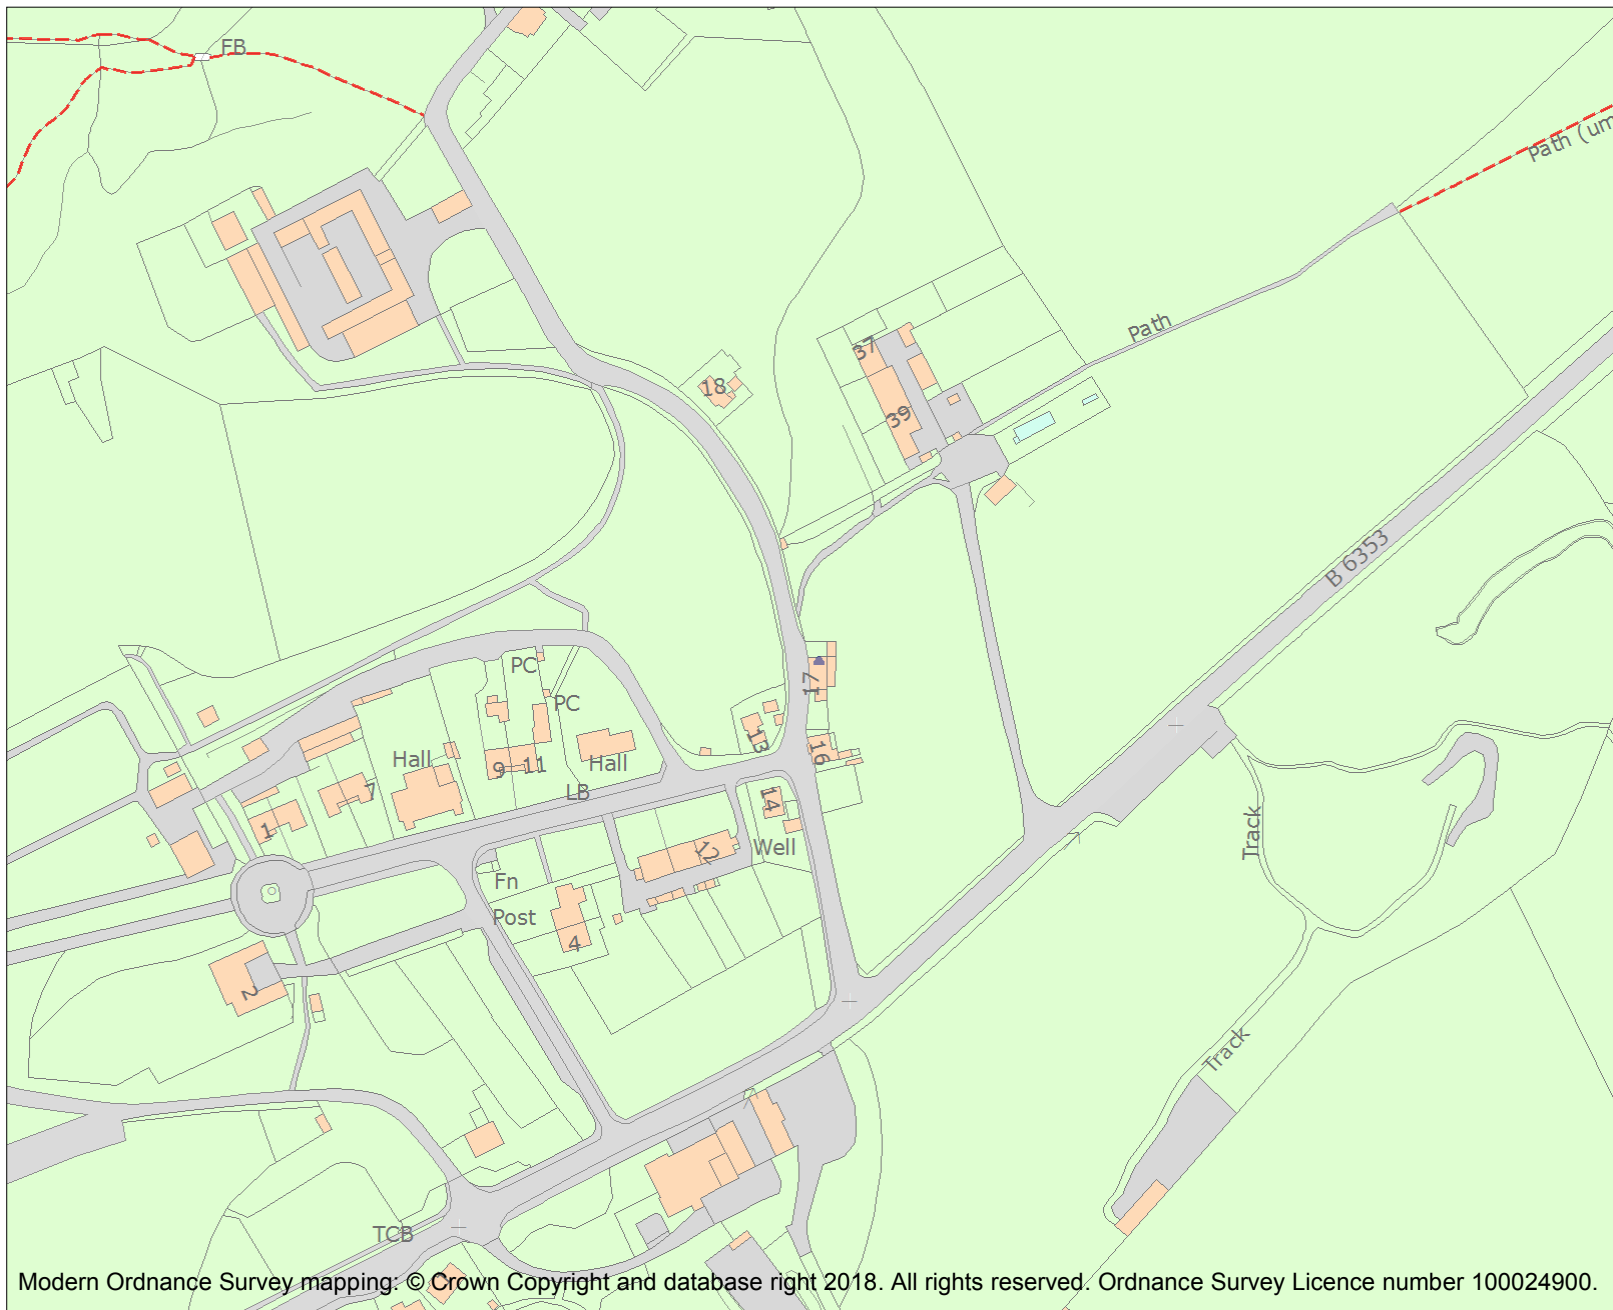 FB
Path (um
Path
18
37
39
B 6353
PC
17
PC
13
16
Hall
9
11
Hall
7
LB
14
1
Track
Well
12
Fn
Post
4
2
Track
TCB
Modern Ordnance Survey mapping: © Crown Copyright and database right 2018. All rights reserved. Ordnance Survey Licence number 100024900.